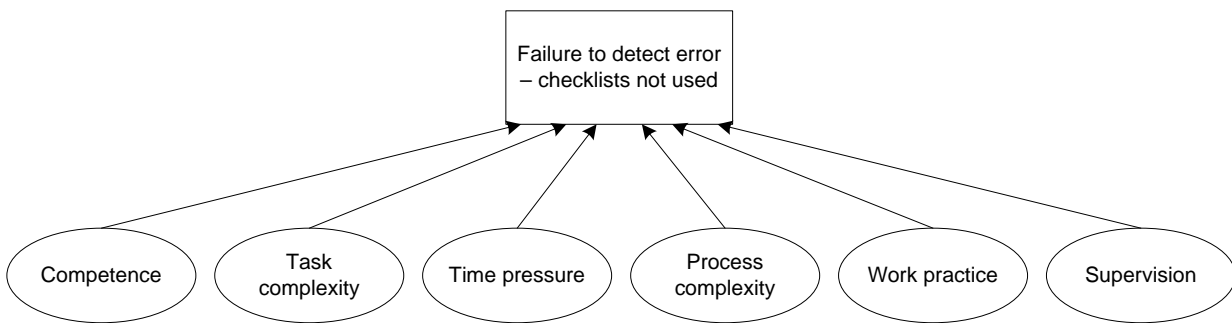 Failure to detect error
– checklists not used
Competence
Task
complexity
Time pressure
Process
complexity
Work practice
Supervision